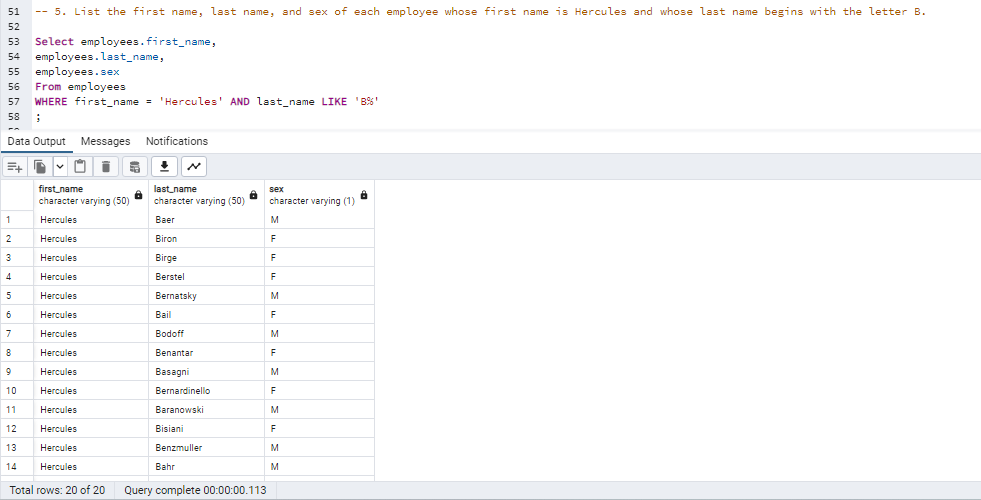 51 -- 5. List the first name, last name, and sex of each employee whose first name is Hercules and whose last name begins with the letter B.
52
53 Select employees.first_name,
54 employees.last_name,
55 employees.sex
56 From employees
57 WHERE first_name = 'Hercules' AND last_name LIKE 'B%'
58 ;
Data Output Messages Notifications
first_name last_name sex
character varying (50) character varying (50) character varying (1)
1 Hercules Baer M
2 Hercules Biron F
3 Hercules Birge F
4 Hercules Berstel F
5 Hercules Bernatsky M
6 Hercules Bail F
7 Hercules Bodoff M
8 Hercules Benantar F
9 Hercules Basagni M
10 Hercules Bernardinello F
11 Hercules Baranowski M
12 Hercules Bisiani F
13 Hercules Benzmuller M
14 Hercules Bahr M
Total rows: 20 of 20 Query complete 00:00:00.113